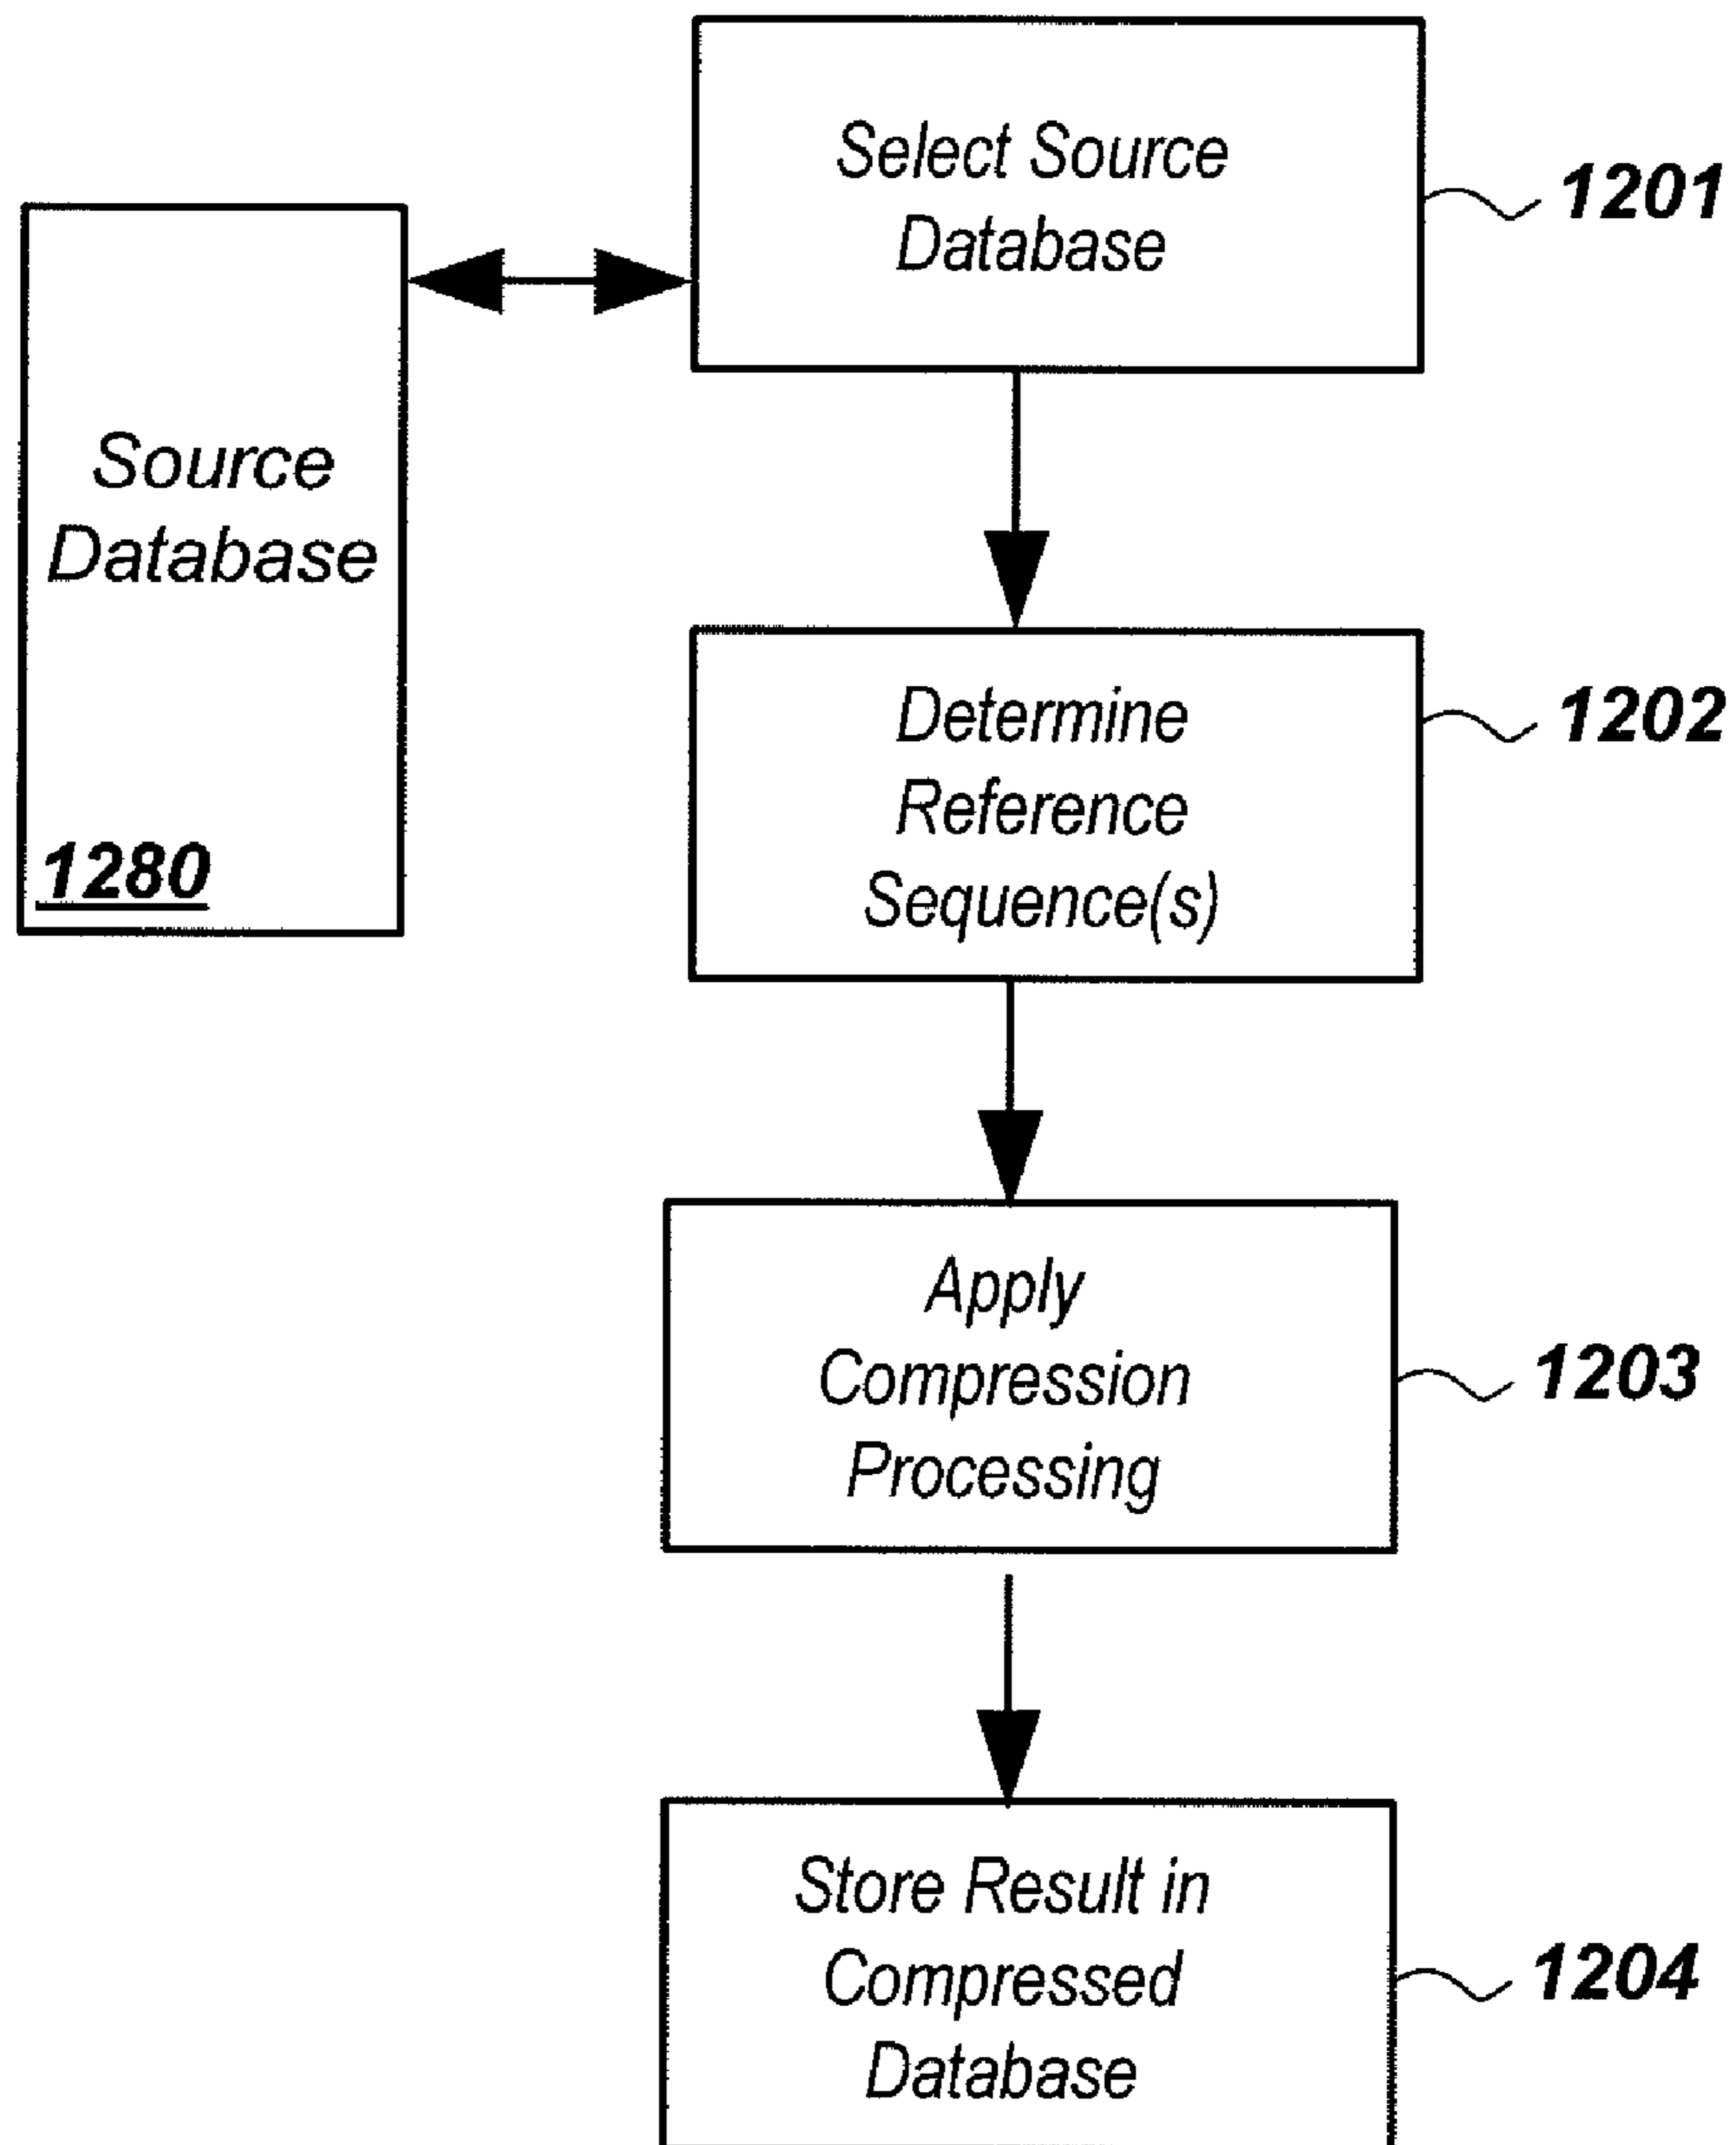 Select Source
Database
1201
Source
Database
1280
Determine
Reference
Sequence(s)
1202
Apply
Compression
Processing
1203
Store Result in
Compressed
Database
1204